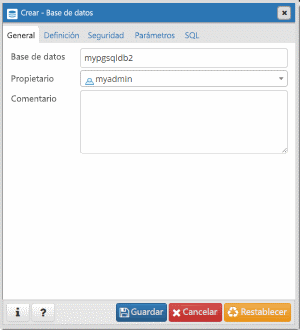 Crear - Base de datos
General Definición Seguridad Parámetros SQL
Base de datos mypgsqldb2
Propietario myadmin
Comentario
i ? Guardar Cancelar Restablecer